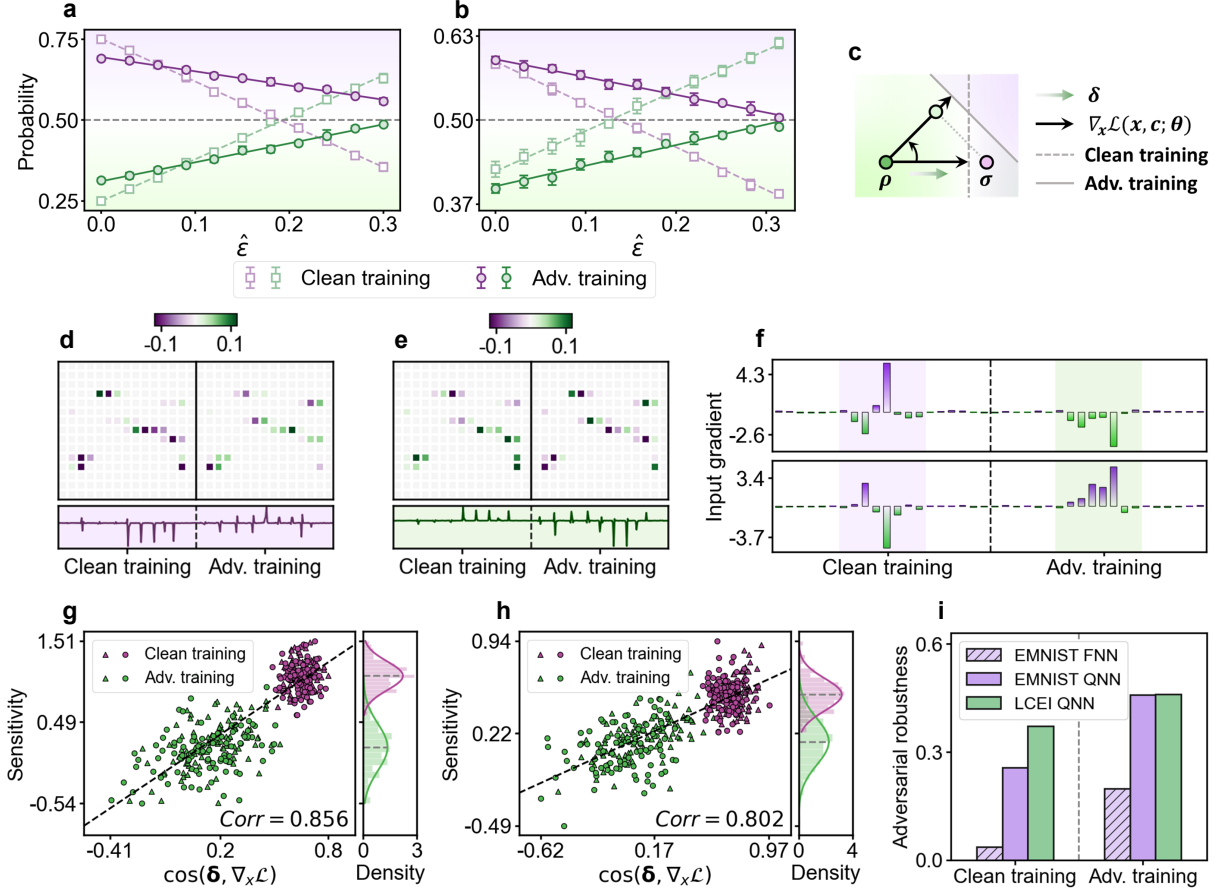 a
b
c
0.75
0.50
0.25
Probability
0.0
0.1
0.2
0.3
ε̂
0.63
0.50
0.37
0.0
0.1
0.2
0.3
ε̂
ρ
σ
δ
∇ₓℒ(x, c; θ)
Clean training
Adv. training
Clean training
Adv. training
d
-0.1
0.1
Clean training
Adv. training
e
-0.1
0.1
Clean training
Adv. training
f
Input gradient
4.3
-2.6
3.4
-3.7
Clean training
Adv. training
g
Sensitivity
1.51
0.49
-0.54
Clean training
Adv. training
Corr = 0.856
-0.41
0.2
0.8
cos(δ, ∇ₓℒ)
0
3
Density
h
Sensitivity
0.94
0.22
-0.49
Clean training
Adv. training
Corr = 0.802
-0.62
0.17
0.97
cos(δ, ∇ₓℒ)
0
4
Density
i
Adversarial robustness
0.6
0.3
0.0
EMNIST FNN
EMNIST QNN
LCEI QNN
Clean training
Adv. training